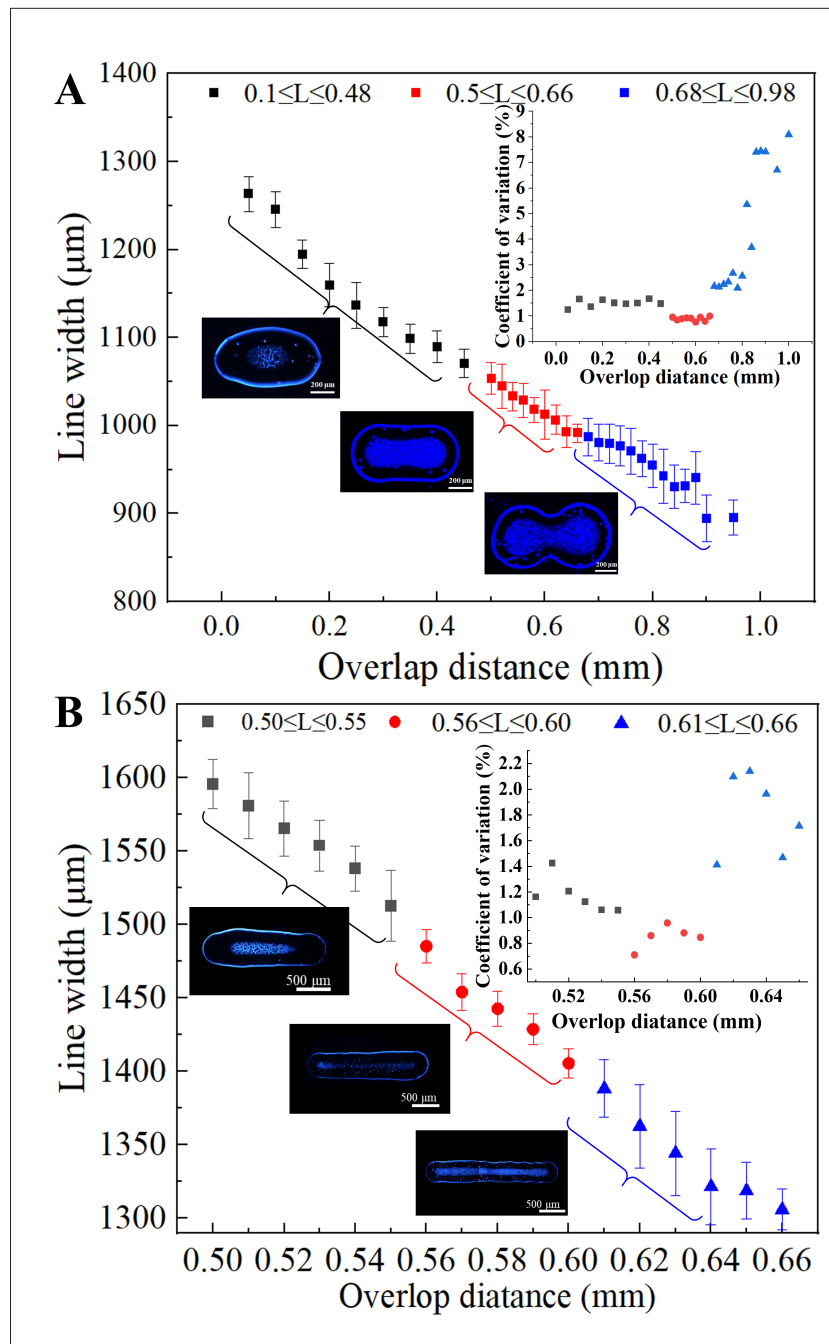 A
0.1≤L≤0.48 0.5≤L≤0.66 0.68≤L≤0.98
1400
1300
1200
1100
1000
900
800
Line width (μm)
0.0 0.2 0.4 0.6 0.8 1.0
Overlap distance (mm)
9
8
7
6
5
4
3
2
1
0
Coefficient of variation (%)
0.0 0.2 0.4 0.6 0.8 1.0
Overlop diatance (mm)
200 μm
200 μm
200 μm
B
0.50≤L≤0.55 0.56≤L≤0.60 0.61≤L≤0.66
1650
1600
1550
1500
1450
1400
1350
1300
Line width (μm)
0.50 0.52 0.54 0.56 0.58 0.60 0.62 0.64 0.66
Overlop diatance (mm)
2.2
2.0
1.8
1.6
1.4
1.2
1.0
0.8
0.6
Coefficient of variation (%)
0.52 0.56 0.60 0.64
Overlop diatance (mm)
500 μm
500 μm
500 μm